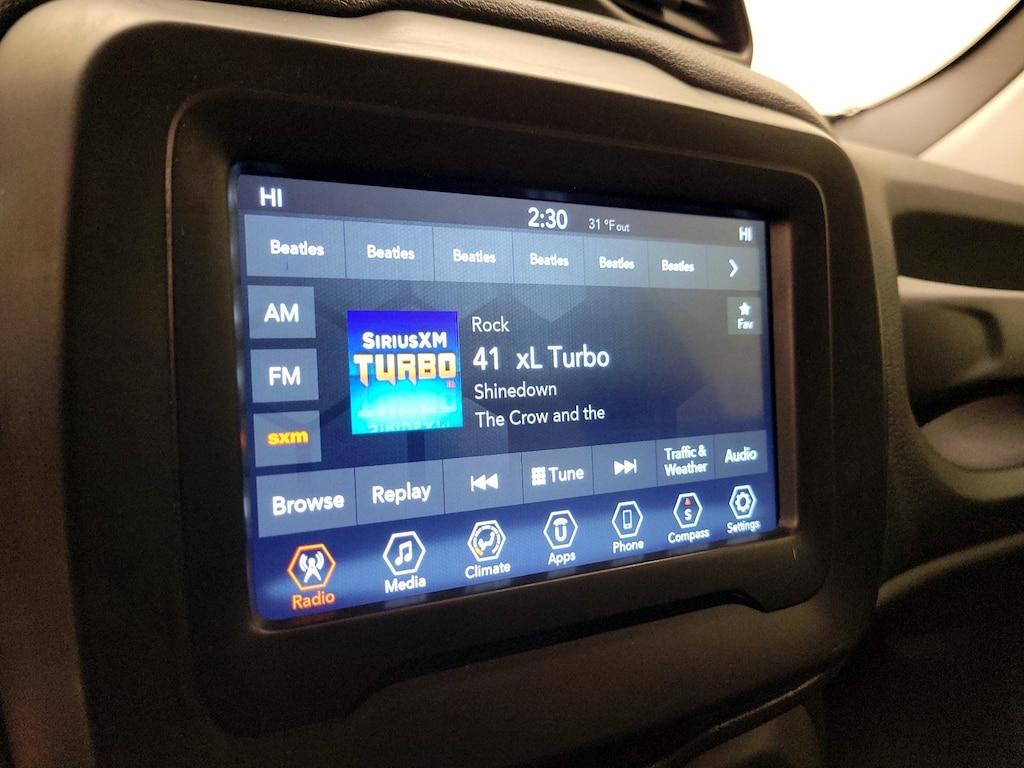 HI
2:30
31 °F out
HI
Beatles
Beatles
Beatles
Beatles
Beatles
Beatles
AM
FM
sxm
SIRIUSXM
TURBO
Rock
41 xL Turbo
Shinedown
The Crow and the
Fav
Browse
Replay
Tune
Traffic &
Weather
Audio
Radio
Media
Climate
U
Apps
Phone
S
Compass
Settings